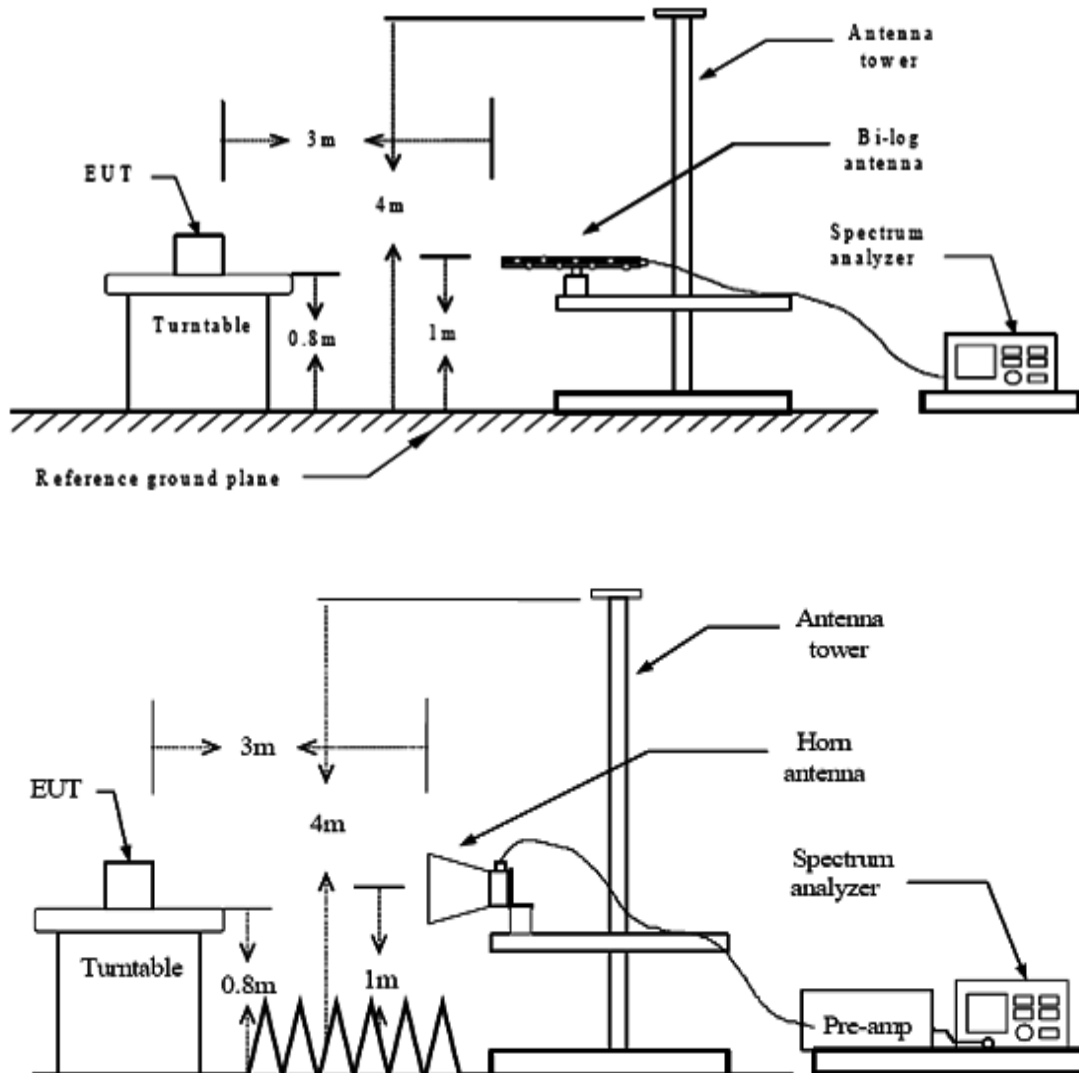 Antenna
tower
3m
Bi-log
antenna
EUT
4m
Spectrum
analyzer
Turntable
0.8m
1m
Reference ground plane
Antenna
tower
3m
Horn
antenna
EUT
4m
Spectrum
analyzer
Turntable
0.8m
1m
Pre-amp